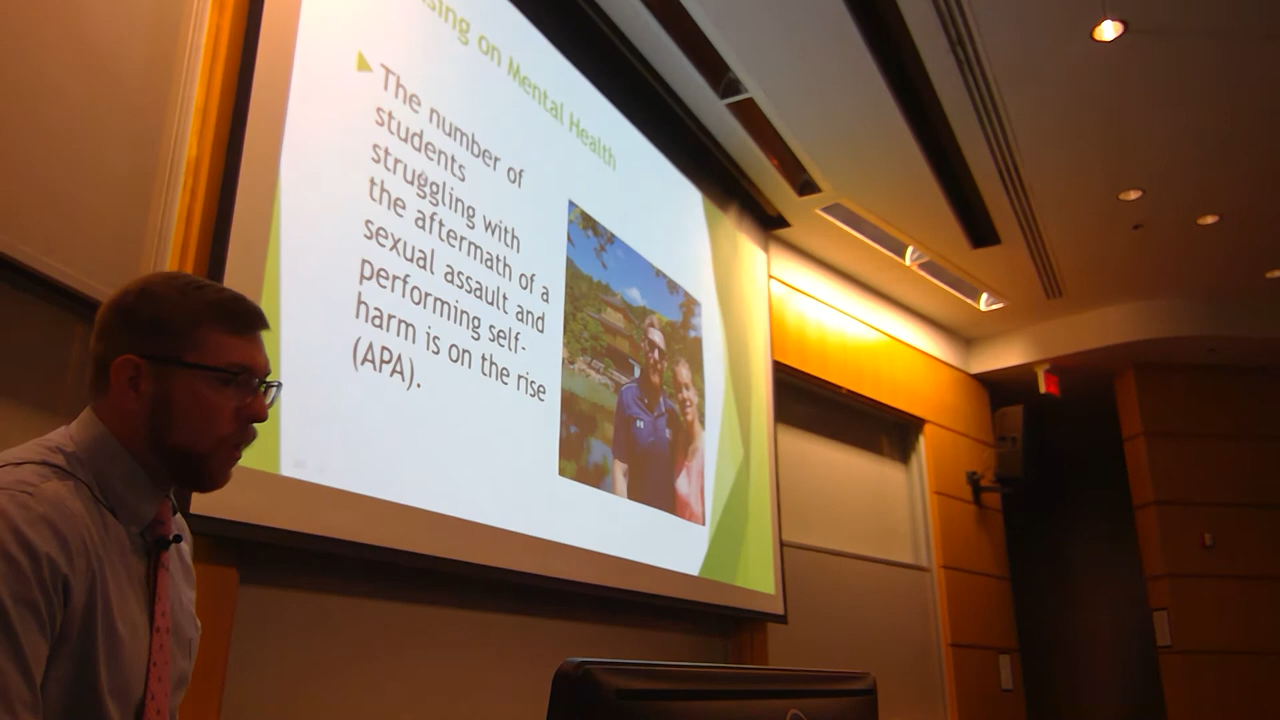 on Mental Health
The number of
students
struggling with
the aftermath of a
sexual assault and
performing self-
harm is on the rise
(APA).